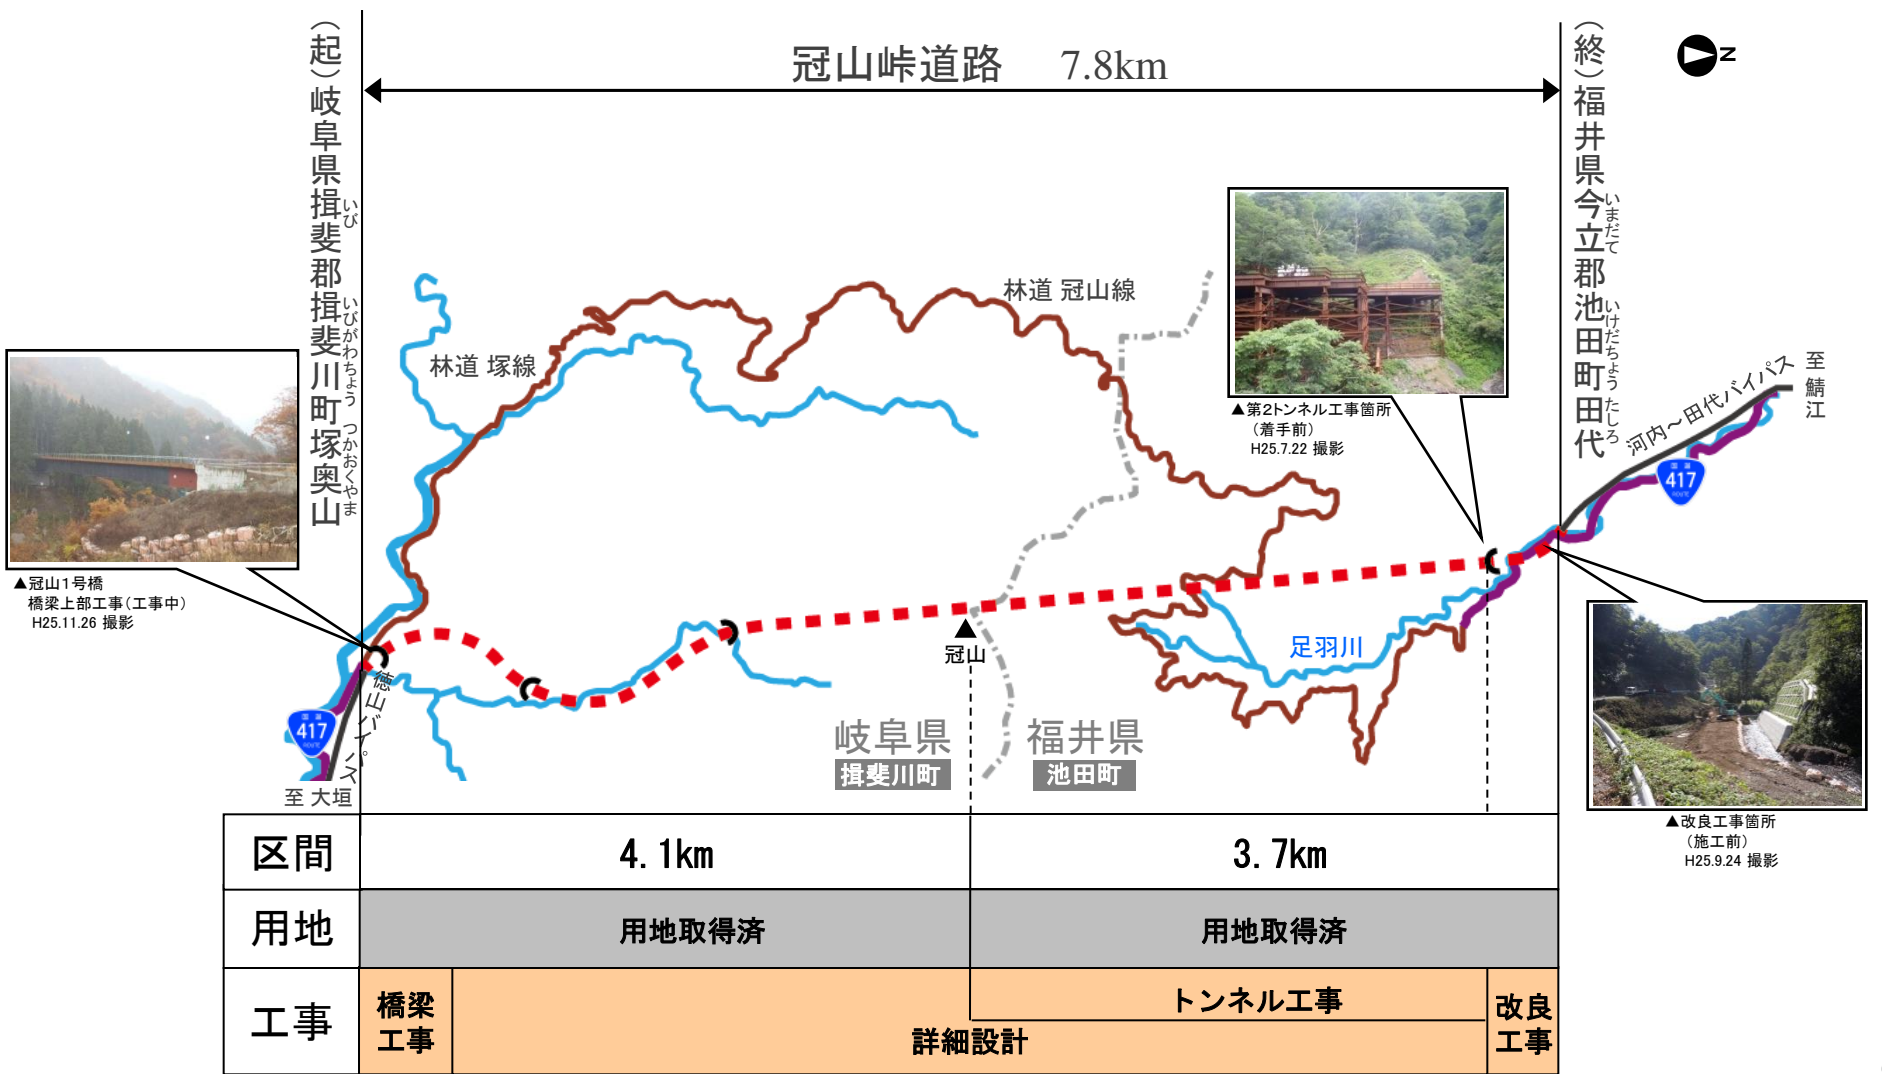 冠山峠道路 7.8km
N
（起）岐阜県揖斐郡揖斐川町塚奥山
いび
いびがわちょう
つかおくやま
（終）福井県今立郡池田町田代
いまだて
いけだちょう
たしろ
林道 冠山線
林道 塚線
▲第2トンネル工事箇所
（着手前）
H25.7.22 撮影
至 鯖江
河内～田代バイパス
国道
417
ROUTE
▲冠山1号橋
橋梁上部工事（工事中）
H25.11.26 撮影
冠山
足羽川
徳山バイパス
国道
417
ROUTE
至 大垣
岐阜県
揖斐川町
福井県
池田町
▲改良工事箇所
（施工前）
H25.9.24 撮影
区間
4.1km
3.7km
用地
用地取得済
用地取得済
工事
橋梁
工事
トンネル工事
詳細設計
改良
工事